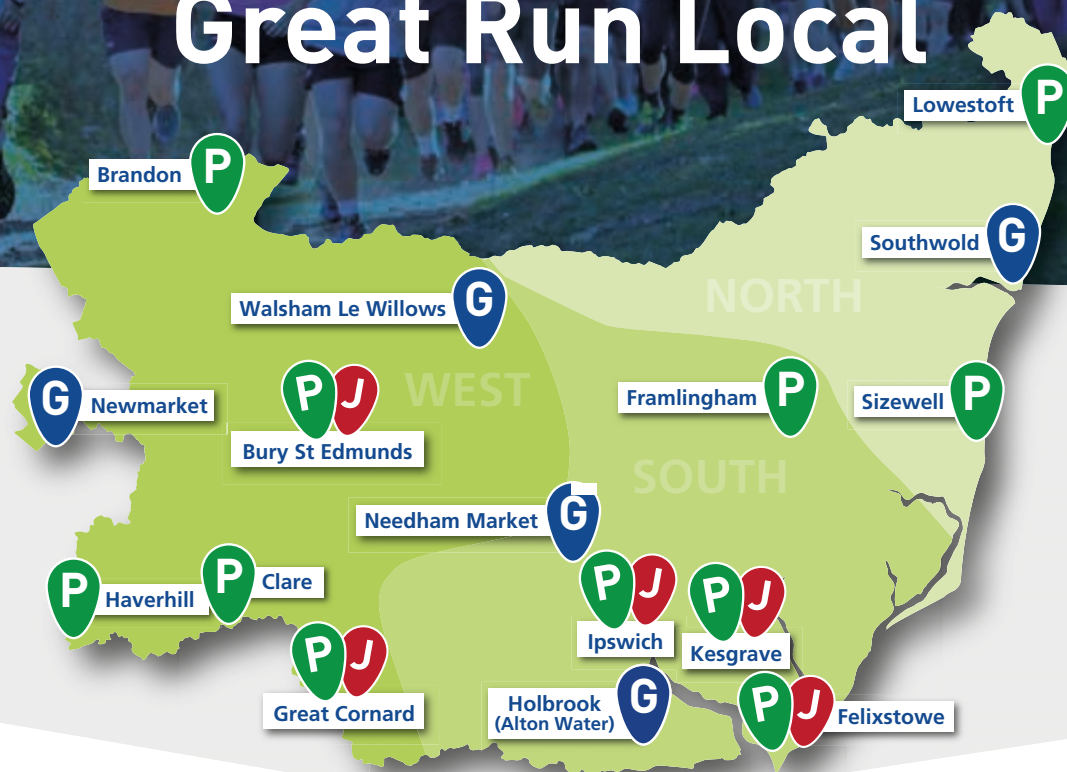 Great Run Local
Lowestoft
P
Brandon
P
Southwold
G
NORTH
Walsham Le Willows
G
WEST
G
Newmarket
P
J
Bury St Edmunds
Framlingham
P
Sizewell
P
SOUTH
Needham Market
G
P
Haverhill
P
Clare
P
J
Ipswich
P
J
Kesgrave
P
J
Great Cornard
Holbrook
(Alton Water)
G
P
J
Felixstowe